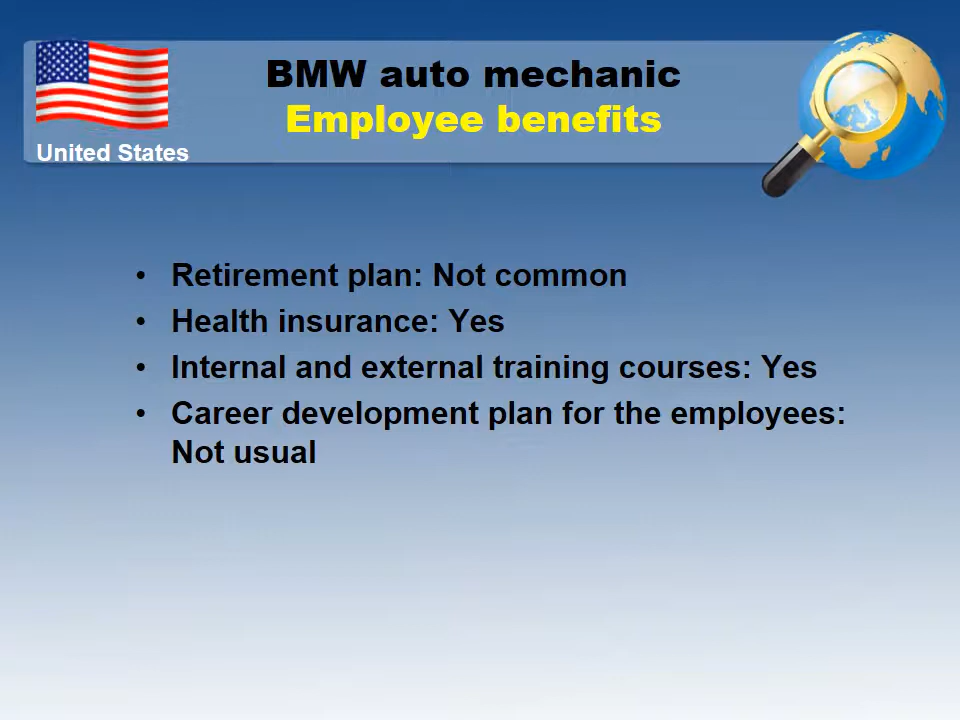 BMW auto mechanic
Employee benefits
United States
• Retirement plan: Not common
• Health insurance: Yes
• Internal and external training courses: Yes
• Career development plan for the employees:
Not usual